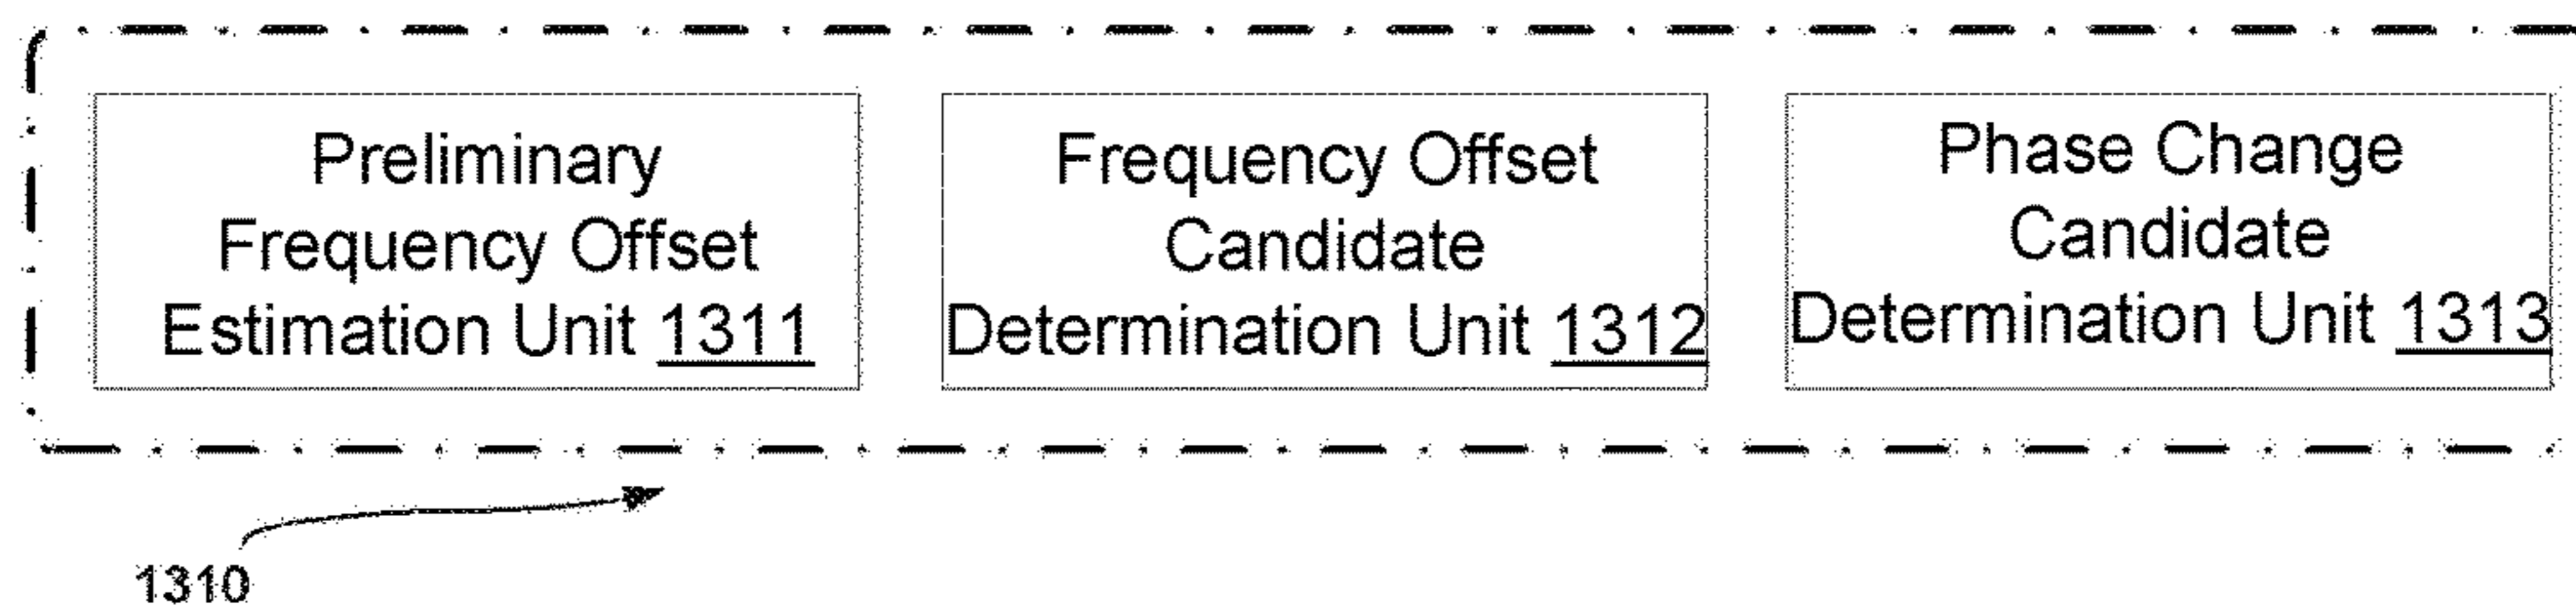 Preliminary
Frequency Offset
Estimation Unit 1311
Frequency Offset
Candidate
Determination Unit 1312
Phase Change
Candidate
Determination Unit 1313
1310